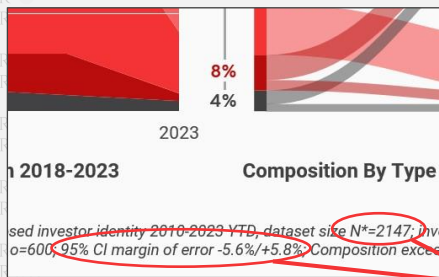 8%
4%
2023
1 2018-2023
Composition By Type
sed investor identity 2010-2023 YTD, dataset size N*=2147; inv
o=600; 95% CI margin of error -5.6%/+5.8%; Composition excee